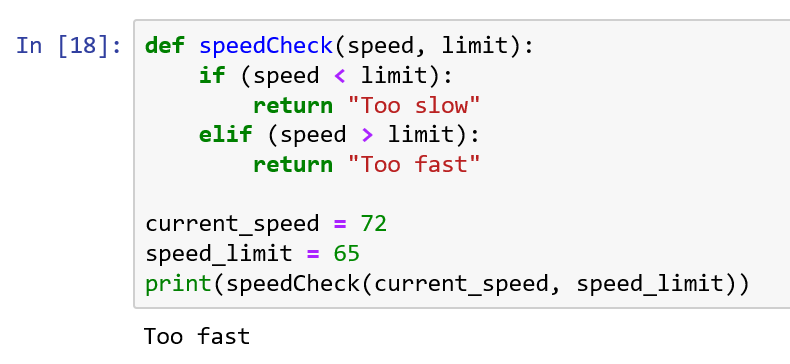 In [18]: def speedCheck(speed, limit):
    if (speed < limit):
        return "Too slow"
    elif (speed > limit):
        return "Too fast"

current_speed = 72
speed_limit = 65
print(speedCheck(current_speed, speed_limit))
Too fast